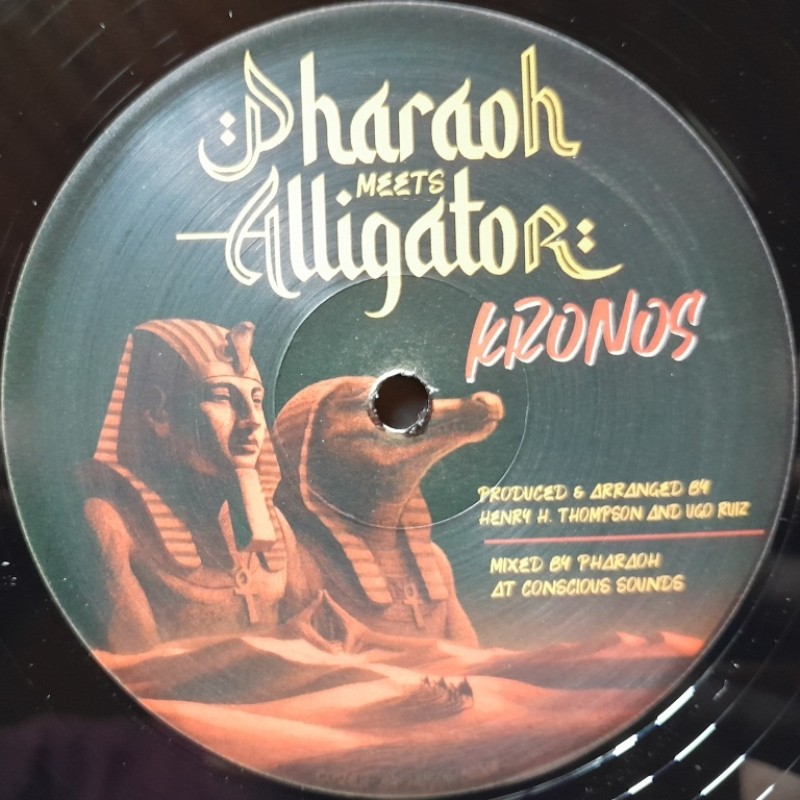 :Pharaoh
MEETS
AlligatoR:
KRONOS
PRODUCED & ARRANGED BY
HENRY H. THOMPSON AND UGO RUIZ
MIXED BY PHARAOH
AT CONSCIOUS SOUNDS